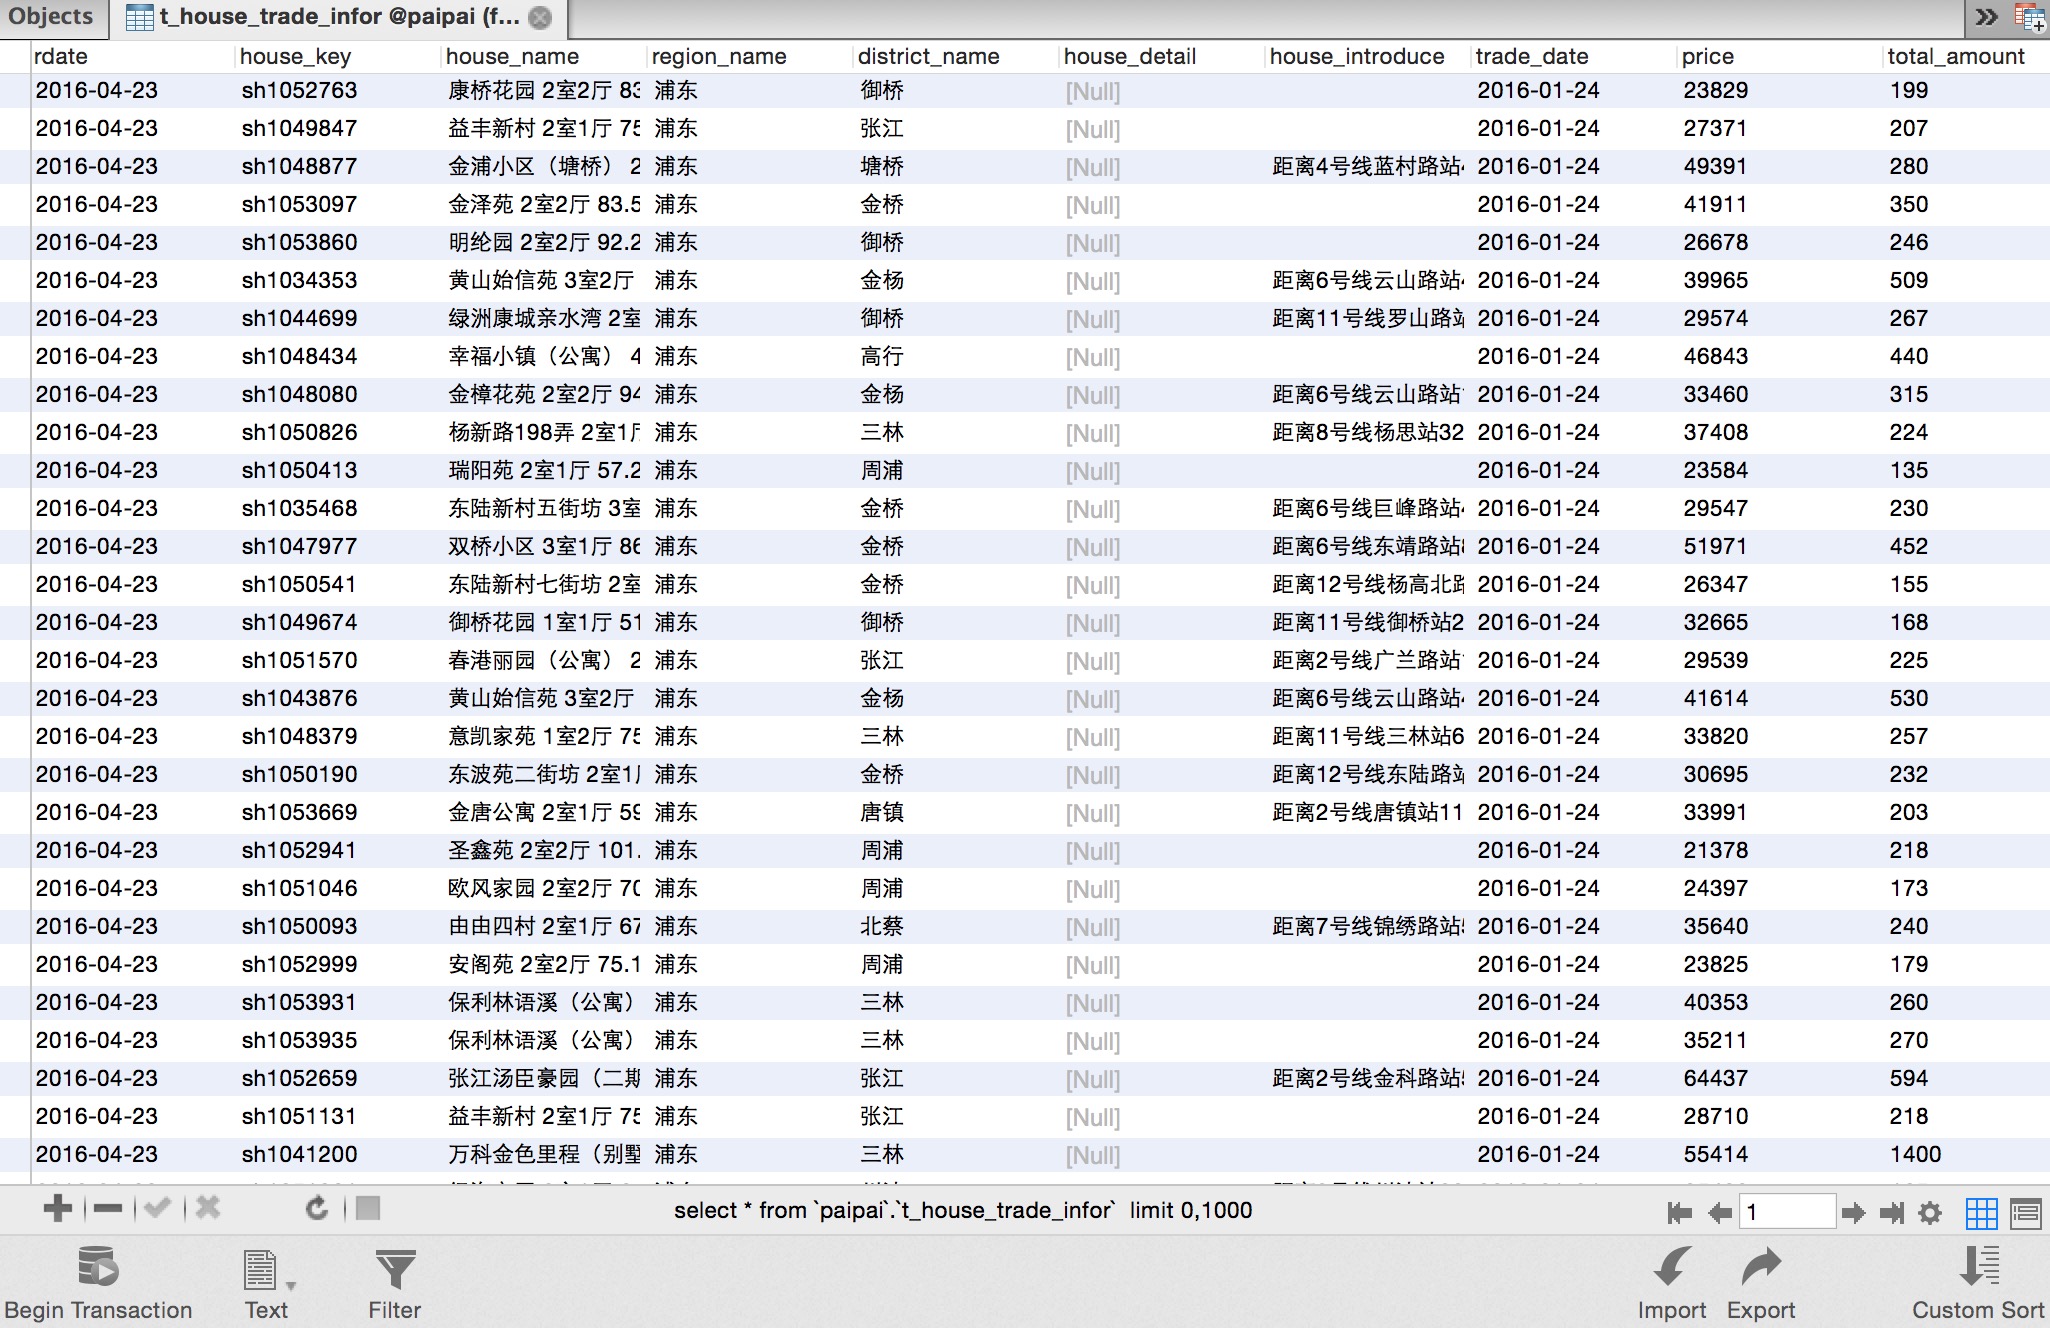 Objects t_house_trade_infor @paipai (f...
rdate house_key house_name region_name district_name house_detail house_introduce trade_date price total_amount
2016-04-23 sh1052763 康桥花园 2室2厅 83 浦东 御桥 [Null] 2016-01-24 23829 199
2016-04-23 sh1049847 益丰新村 2室1厅 75 浦东 张江 [Null] 2016-01-24 27371 207
2016-04-23 sh1048877 金浦小区（塘桥） 2 浦东 塘桥 [Null] 距离4号线蓝村路站 2016-01-24 49391 280
2016-04-23 sh1053097 金泽苑 2室2厅 83.5 浦东 金桥 [Null] 2016-01-24 41911 350
2016-04-23 sh1053860 明纶园 2室2厅 92.2 浦东 御桥 [Null] 2016-01-24 26678 246
2016-04-23 sh1034353 黄山始信苑 3室2厅 浦东 金杨 [Null] 距离6号线云山路站 2016-01-24 39965 509
2016-04-23 sh1044699 绿洲康城亲水湾 2室 浦东 御桥 [Null] 距离11号线罗山路站 2016-01-24 29574 267
2016-04-23 sh1048434 幸福小镇（公寓） 4 浦东 高行 [Null] 2016-01-24 46843 440
2016-04-23 sh1048080 金樟花苑 2室2厅 94 浦东 金杨 [Null] 距离6号线云山路站 2016-01-24 33460 315
2016-04-23 sh1050826 杨新路198弄 2室1厅 浦东 三林 [Null] 距离8号线杨思站32 2016-01-24 37408 224
2016-04-23 sh1050413 瑞阳苑 2室1厅 57.2 浦东 周浦 [Null] 2016-01-24 23584 135
2016-04-23 sh1035468 东陆新村五街坊 3室 浦东 金桥 [Null] 距离6号线巨峰路站 2016-01-24 29547 230
2016-04-23 sh1047977 双桥小区 3室1厅 86 浦东 金桥 [Null] 距离6号线东靖路站 2016-01-24 51971 452
2016-04-23 sh1050541 东陆新村七街坊 2室 浦东 金桥 [Null] 距离12号线杨高北路 2016-01-24 26347 155
2016-04-23 sh1049674 御桥花园 1室1厅 51 浦东 御桥 [Null] 距离11号线御桥站2 2016-01-24 32665 168
2016-04-23 sh1051570 春港丽园（公寓） 2 浦东 张江 [Null] 距离2号线广兰路站 2016-01-24 29539 225
2016-04-23 sh1043876 黄山始信苑 3室2厅 浦东 金杨 [Null] 距离6号线云山路站 2016-01-24 41614 530
2016-04-23 sh1048379 意凯家苑 1室2厅 75 浦东 三林 [Null] 距离11号线三林站6 2016-01-24 33820 257
2016-04-23 sh1050190 东波苑二街坊 2室1 浦东 金桥 [Null] 距离12号线东陆路站 2016-01-24 30695 232
2016-04-23 sh1053669 金唐公寓 2室1厅 59 浦东 唐镇 [Null] 距离2号线唐镇站11 2016-01-24 33991 203
2016-04-23 sh1052941 圣鑫苑 2室2厅 101. 浦东 周浦 [Null] 2016-01-24 21378 218
2016-04-23 sh1051046 欧风家园 2室2厅 70 浦东 周浦 [Null] 2016-01-24 24397 173
2016-04-23 sh1050093 由由四村 2室1厅 67 浦东 北蔡 [Null] 距离7号线锦绣路站 2016-01-24 35640 240
2016-04-23 sh1052999 安阁苑 2室2厅 75.1 浦东 周浦 [Null] 2016-01-24 23825 179
2016-04-23 sh1053931 保利林语溪（公寓） 浦东 三林 [Null] 2016-01-24 40353 260
2016-04-23 sh1053935 保利林语溪（公寓） 浦东 三林 [Null] 2016-01-24 35211 270
2016-04-23 sh1052659 张江汤臣豪园（二期 浦东 张江 [Null] 距离2号线金科路站 2016-01-24 64437 594
2016-04-23 sh1051131 益丰新村 2室1厅 75 浦东 张江 [Null] 2016-01-24 28710 218
2016-04-23 sh1041200 万科金色里程（别墅 浦东 三林 [Null] 2016-01-24 55414 1400
select * from `paipai`.`t_house_trade_infor` limit 0,1000 1
Begin Transaction Text Filter Import Export Custom Sort